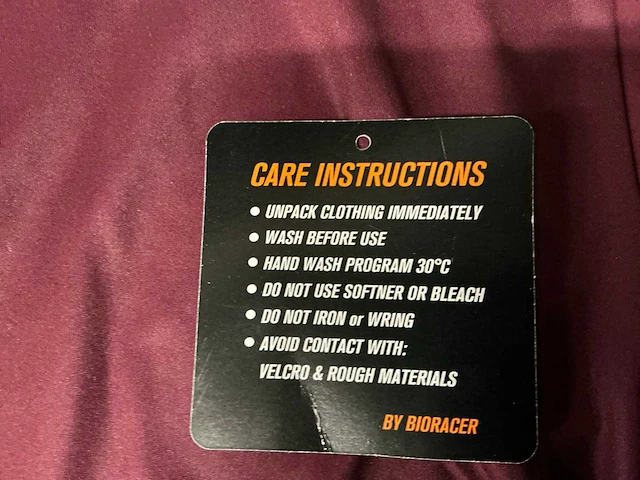 CARE INSTRUCTIONS
• UNPACK CLOTHING IMMEDIATELY
• WASH BEFORE USE
• HAND WASH PROGRAM 30°C
• DO NOT USE SOFTNER OR BLEACH
• DO NOT IRON or WRING
• AVOID CONTACT WITH:
VELCRO & ROUGH MATERIALS
BY BIORACER